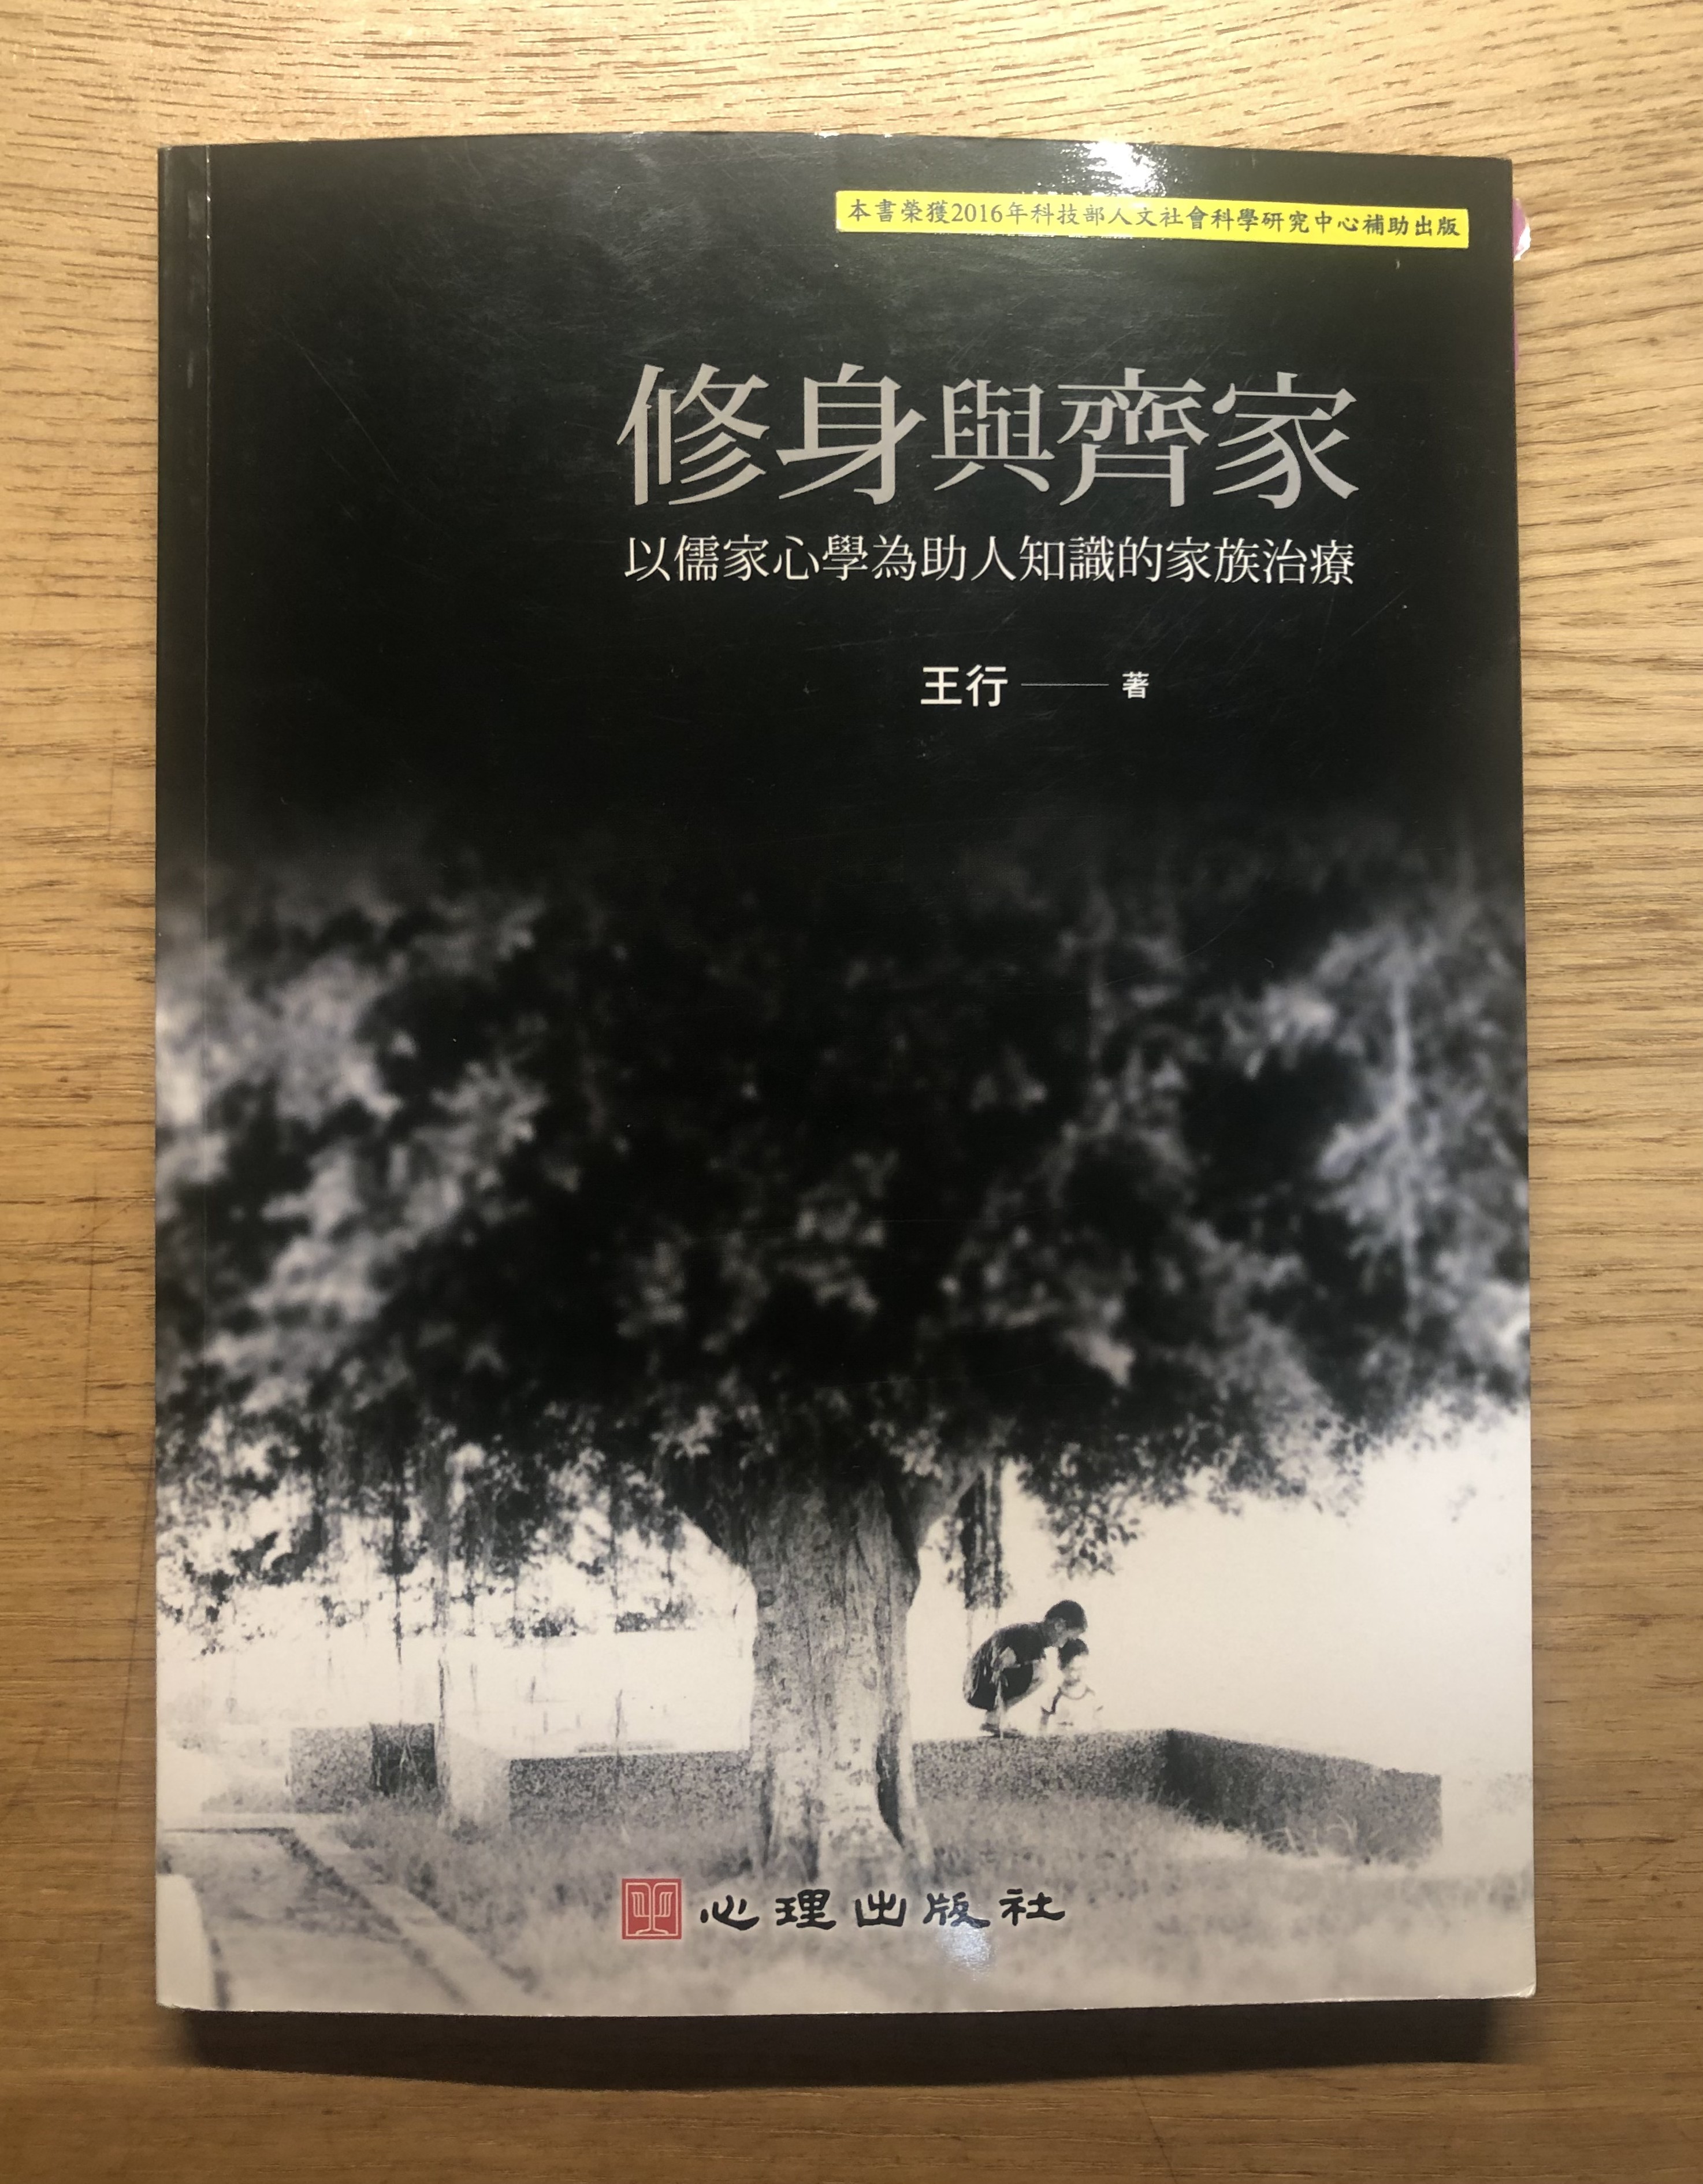 本書榮獲2016年科技部人文社會科學研究中心補助出版
修身與齊家
以儒家心學為助人知識的家族治療
王行——著
心理出版社